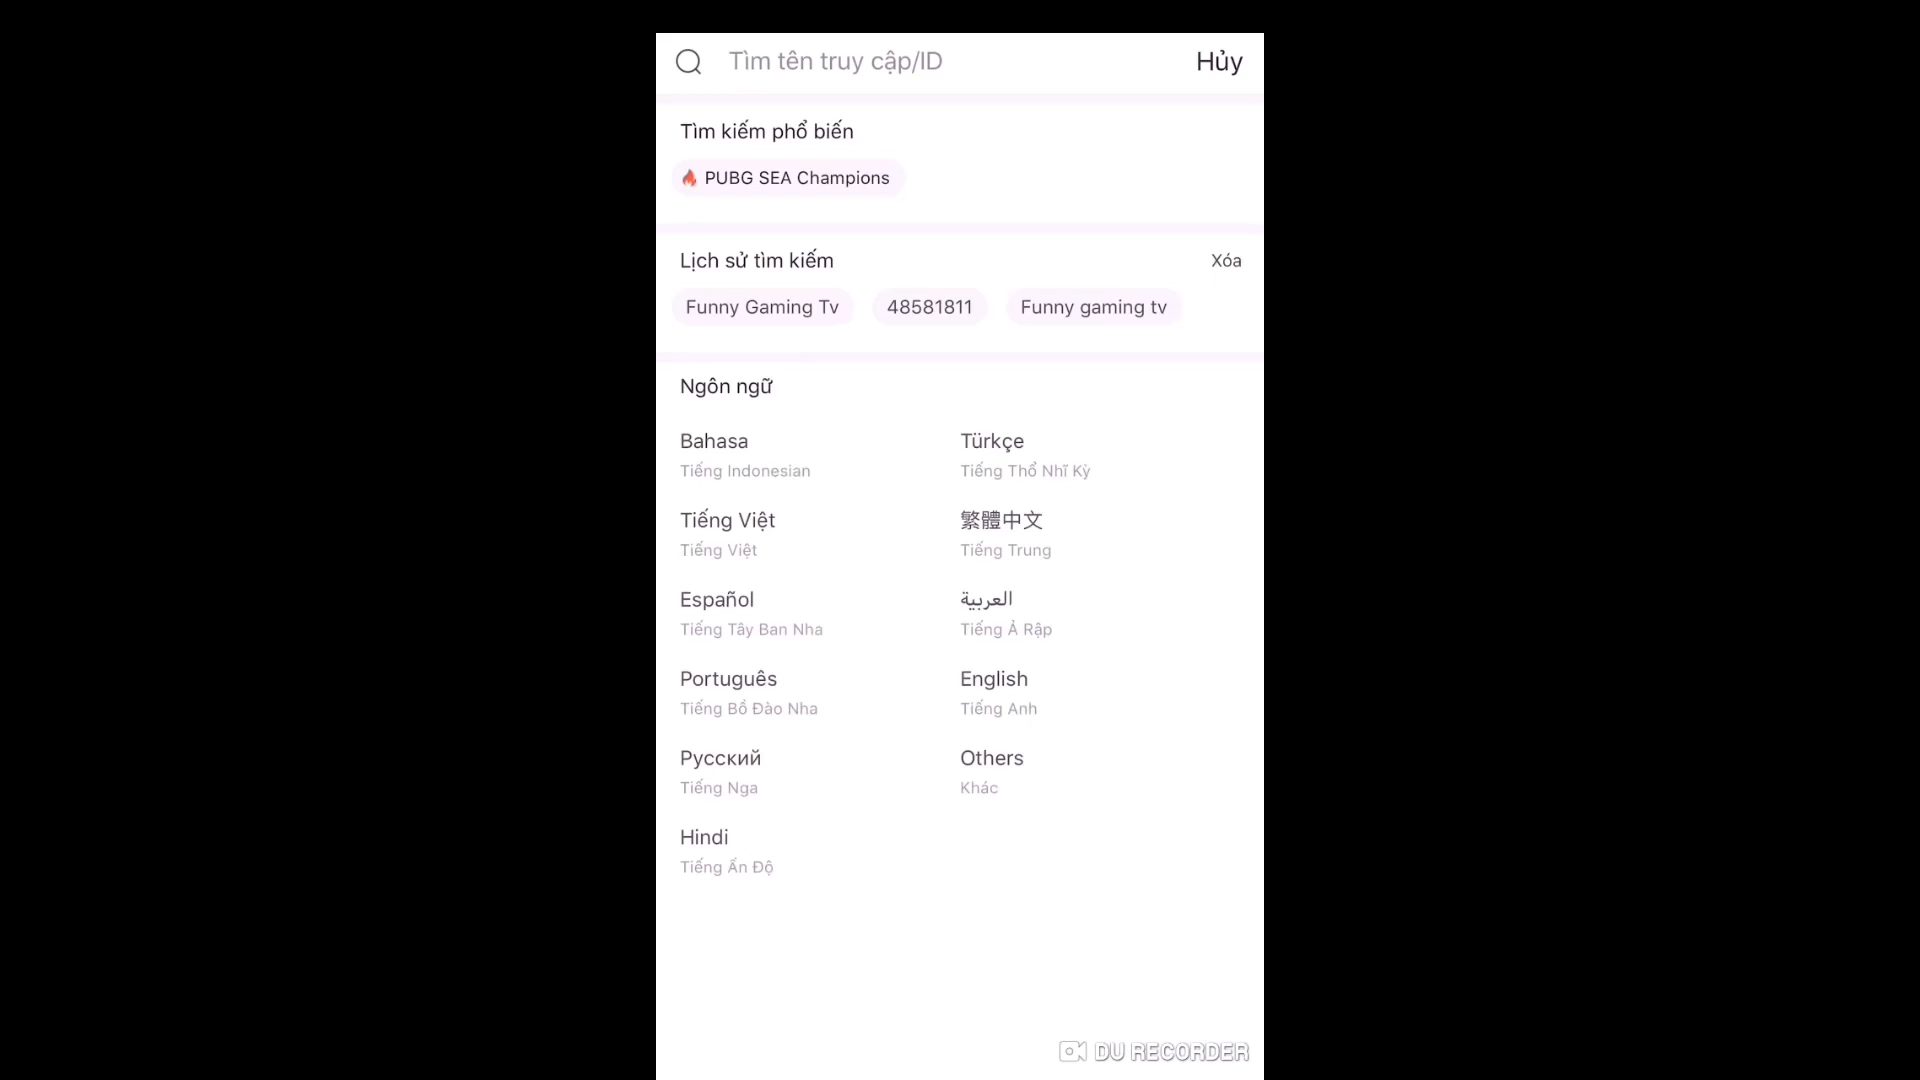 Tìm tên truy cập/ID
Hủy
Tìm kiếm phổ biến
PUBG SEA Champions
Lịch sử tìm kiếm
Xóa
Funny Gaming Tv
48581811
Funny gaming tv
Ngôn ngữ
Bahasa
Türkçe
Tiếng Indonesian
Tiếng Thổ Nhĩ Kỳ
Tiếng Việt
繁體中文
Tiếng Việt
Tiếng Trung
Español
العربية
Tiếng Tây Ban Nha
Tiếng Ả Rập
Português
English
Tiếng Bồ Đào Nha
Tiếng Anh
Русский
Others
Tiếng Nga
Khác
Hindi
Tiếng Ấn Độ
DU RECORDER